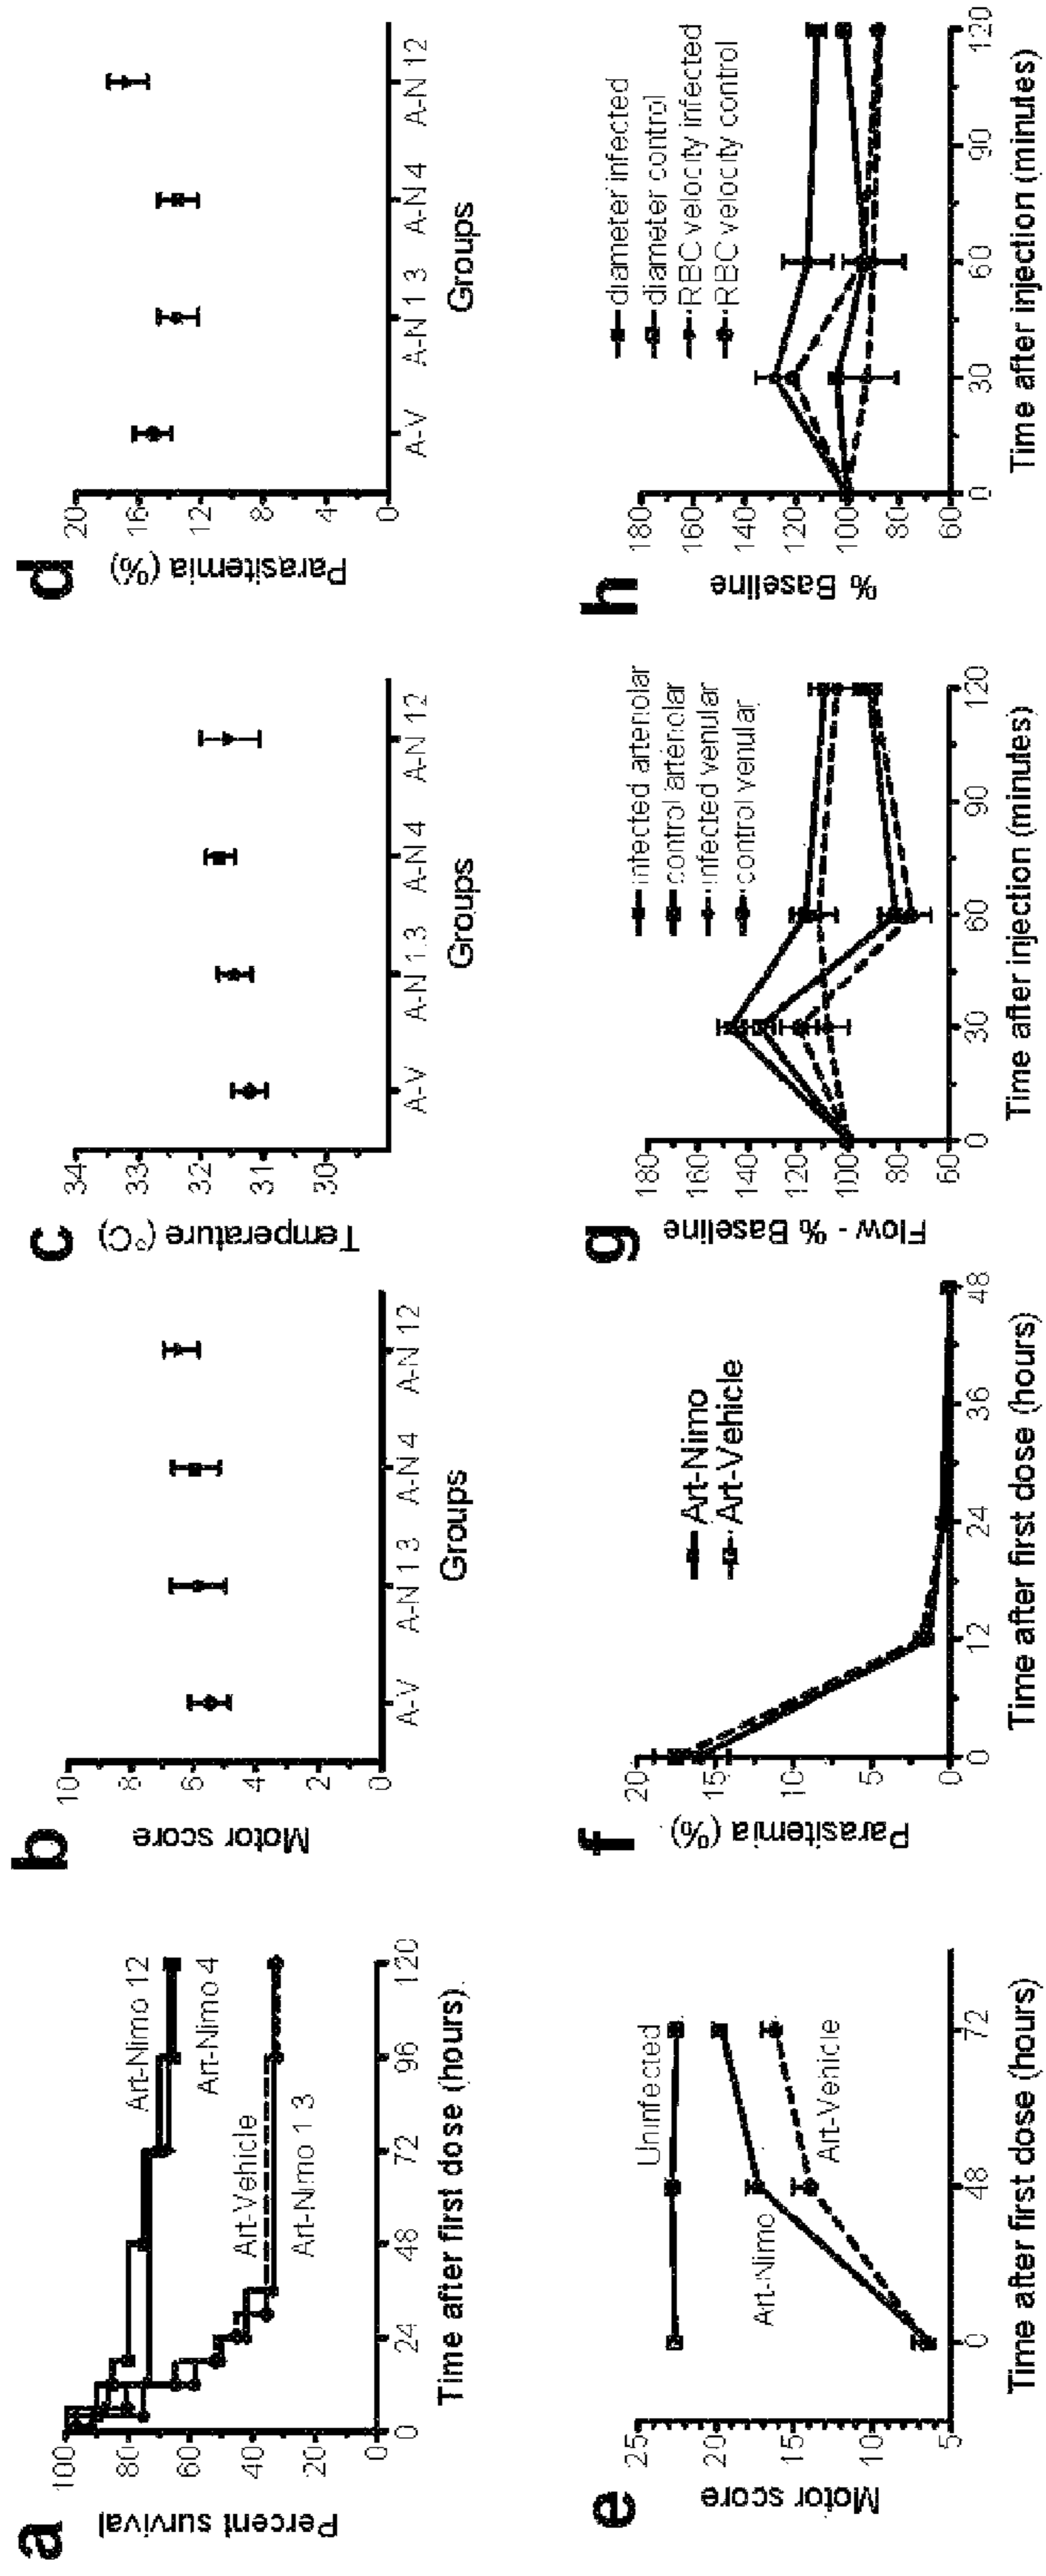 a
Percent survival
100
80
60
40
20
0
Art-Nimo 12
Art-Nimo 4
Art-Vehicle
Art-Nimo 1 3
0 24 48 72 96 120
Time after first dose (hours)
b
Motor score
10
8
6
4
2
0
A-V A-N 1 3 A-N 4 A-N 12
Groups
c
Temperature (°C)
34
33
32
31
30
A-V A-N 1.3 A-N 4 A-N 12
Groups
d
Parasitemia (%)
20
16
12
8
4
0
A-V A-N 1 3 A-N 4 A-N 12
Groups
e
Motor score
25
20
15
10
5
Uninfected
Art-Nimo
Art-Vehicle
0 48 72
Time after first dose (hours)
f
Parasitemia (%)
20
15
10
5
0
Art-Nimo
Art-Vehicle
0 12 24 36 48
Time after first dose (hours)
g
Flow - % Baseline
180
160
140
120
100
80
60
infected arteriolar
control arteriolar
infected venular
control venular
0 30 60 90 120
Time after injection (minutes)
h
% Baseline
180
160
140
120
100
80
60
diameter infected
diameter control
RBC velocity infected
RBC velocity control
0 30 60 90 120
Time after injection (minutes)